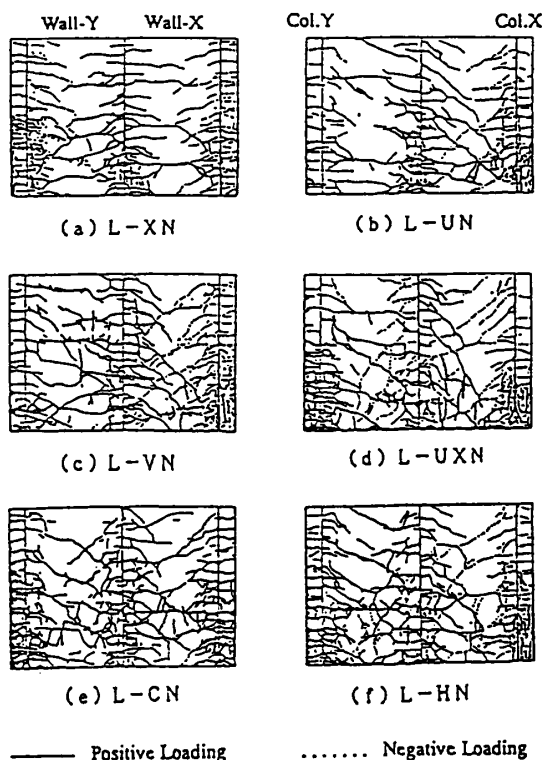 Wall-Y Wall-X Col.Y Col.X
(a) L-XN (b) L-UN
(c) L-VN (d) L-UXN
(e) L-CN (f) L-HN
Positive Loading Negative Loading